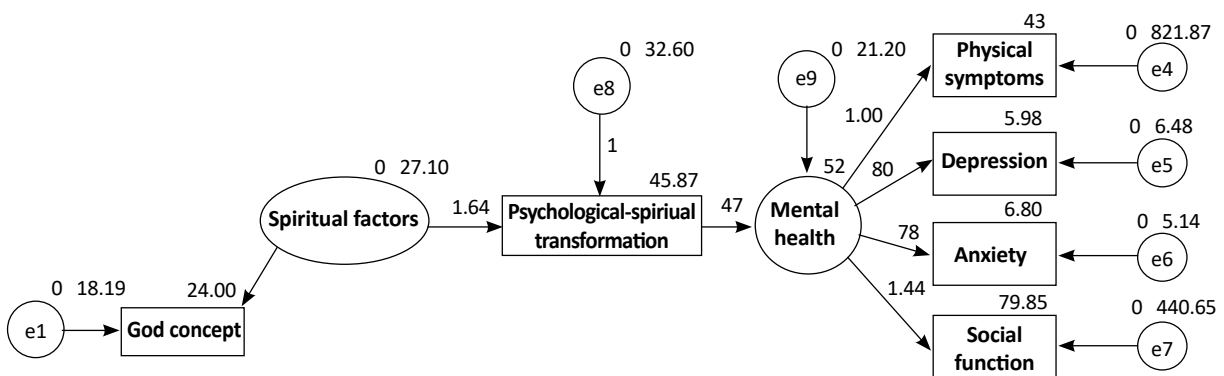 43
0 821.87
0 32.60
0 21.20
Physical
symptoms
e4
e8
e9
1.00
5.98
0 6.48
1
52
80
Depression
e5
0 27.10
45.87
Spiritual factors
1.64
Psychological-spiriual
transformation
47
Mental
health
6.80
0 5.14
78
Anxiety
e6
0 18.19
24.00
1.44
79.85
0 440.65
e1
God concept
Social
function
e7